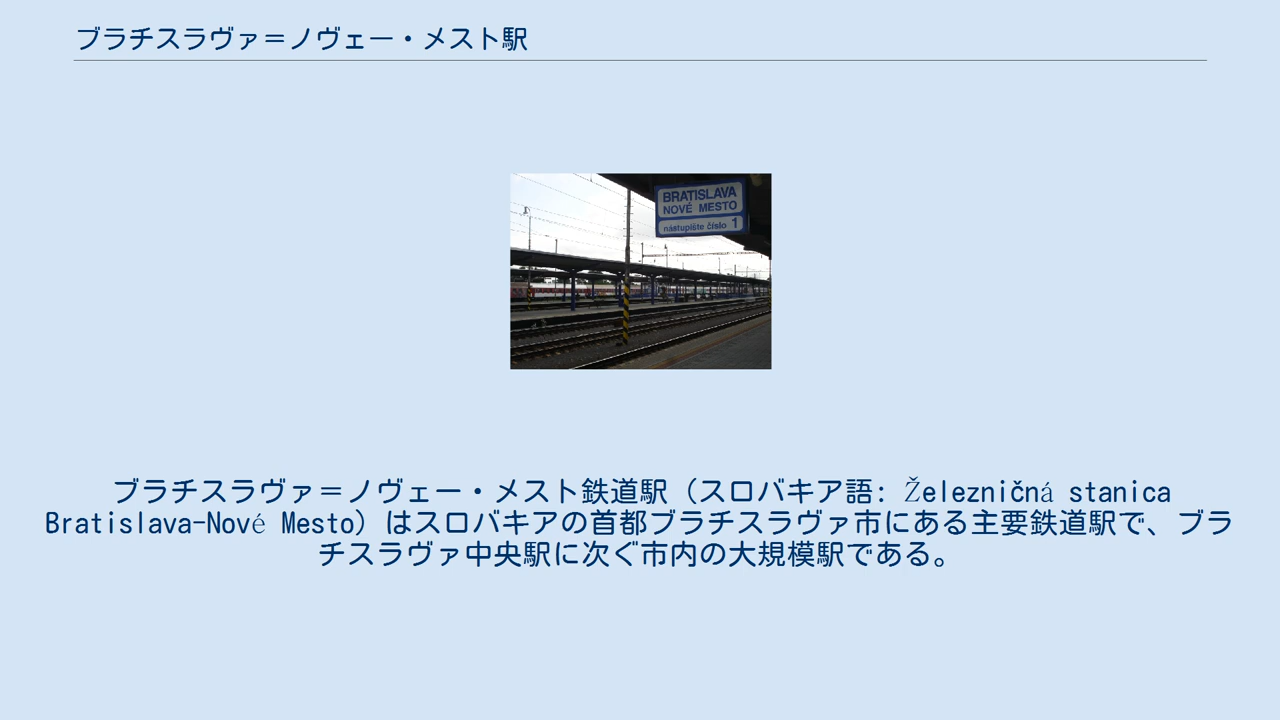 ブラチスラヴァ＝ノヴェー・メスト駅
BRATISLAVA
NOVÉ MESTO
nástupište číslo 1
ブラチスラヴァ＝ノヴェー・メスト鉄道駅（スロバキア語: Železničná stanica
Bratislava-Nové Mesto）はスロバキアの首都ブラチスラヴァ市にある主要鉄道駅で、ブラ
チスラヴァ中央駅に次ぐ市内の大規模駅である。